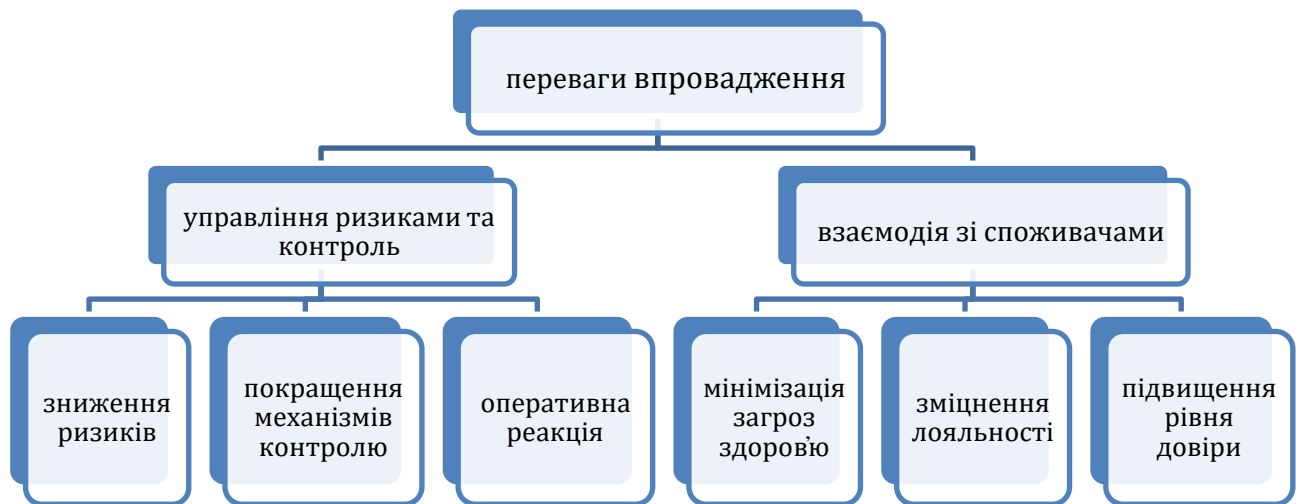 переваги впровадження
управління ризиками та
контроль
взаємодія зі споживачами
зниження
ризиків
покращення
механізмів
контролю
оперативна
реакція
мінімізація
загроз
здоров'ю
зміцнення
лояльності
підвищення
рівня
довіри